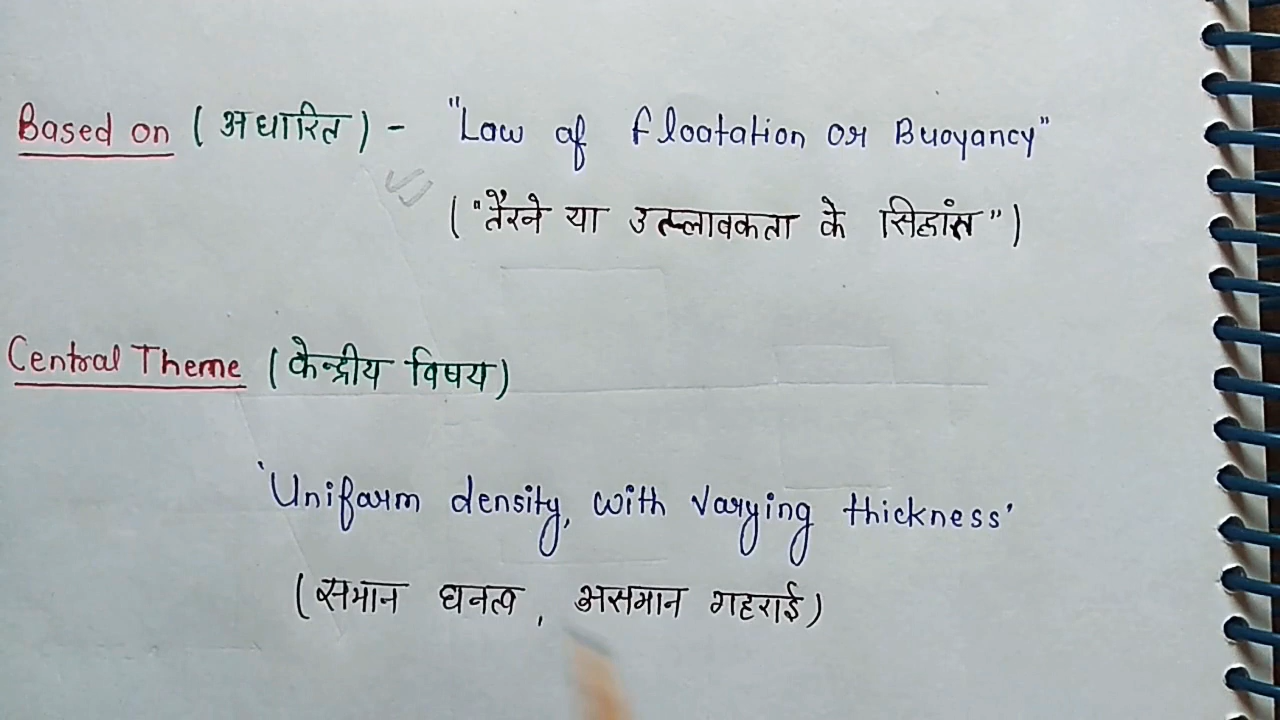 Based on (अधारित) - "Law of floatation or Buoyancy"
("तैरने या उत्प्लावकता के सिद्धांत")
Central Theme (केन्द्रीय विषय)
'Uniform density, with varying thickness'
(समान घनत्व, असमान गहराई)